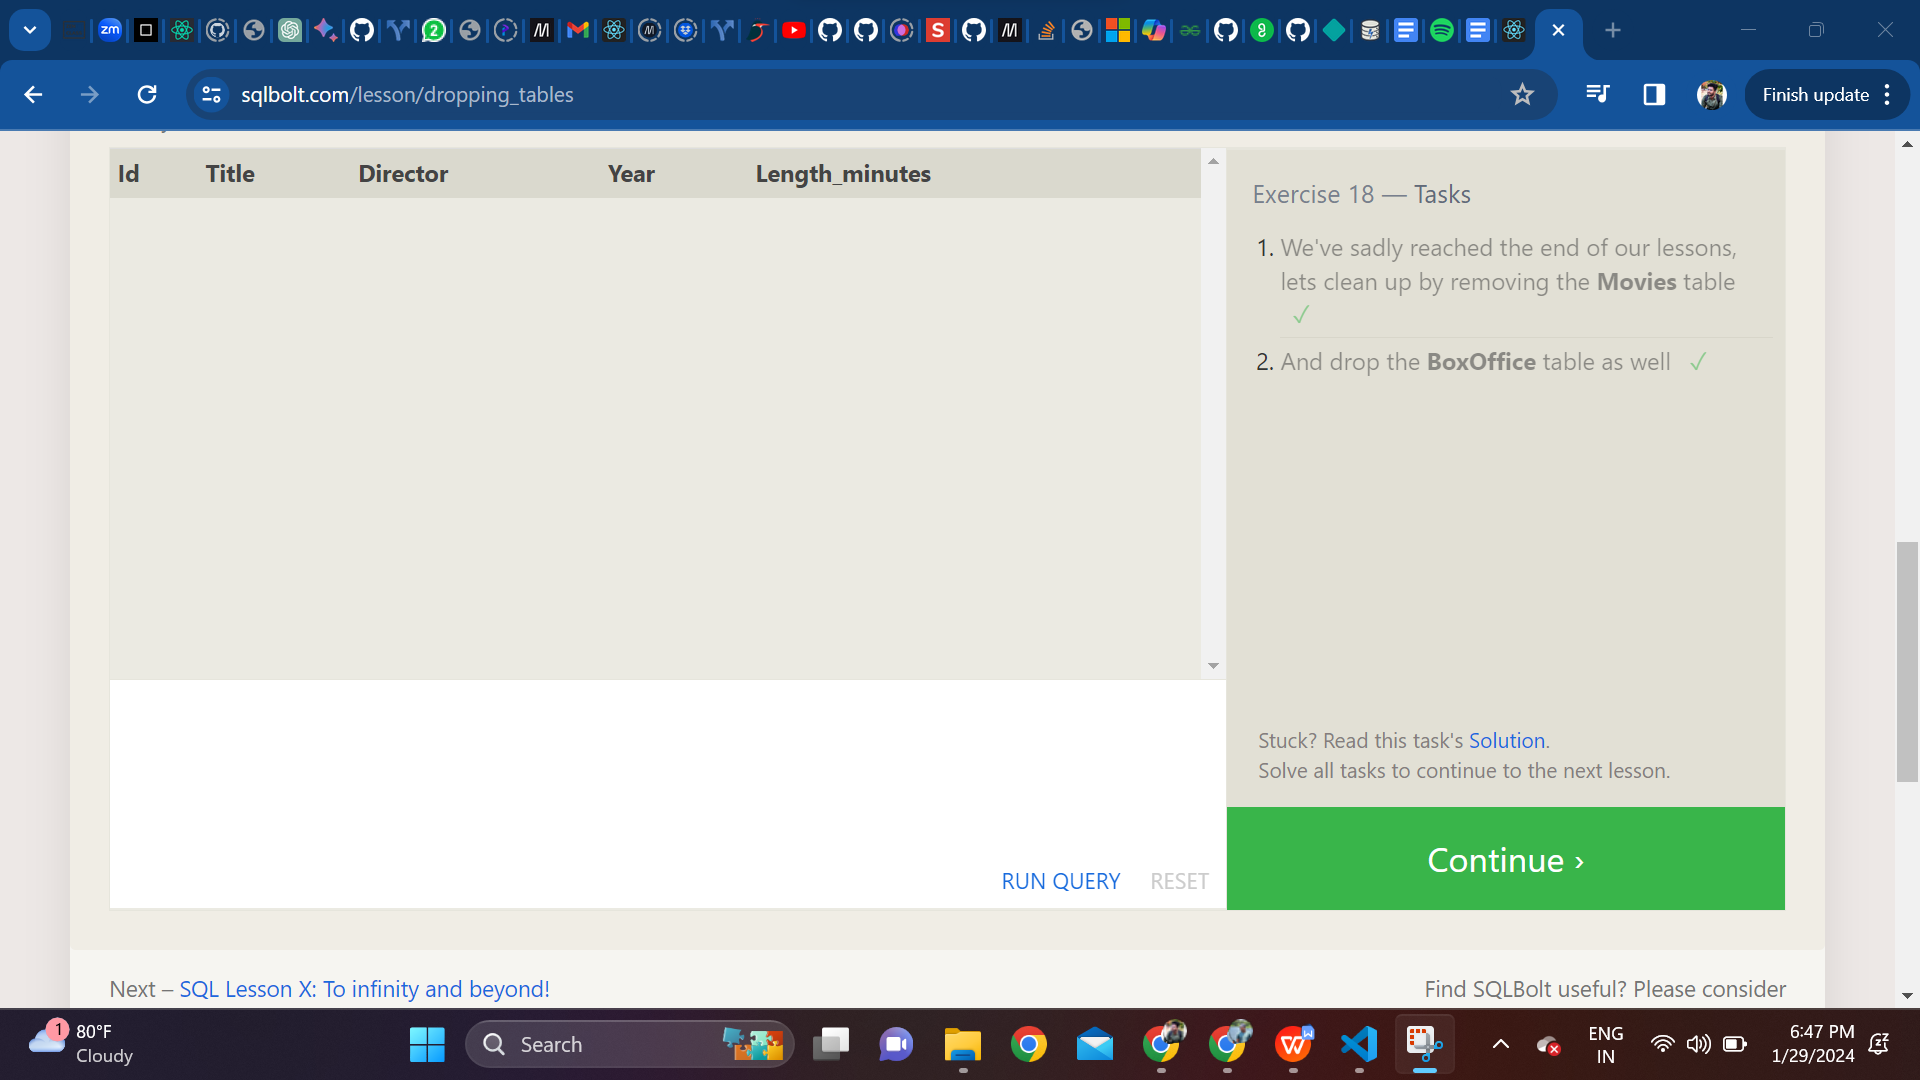 zm
2
S
sqlbolt.com/lesson/dropping_tables
Finish update
Id Title Director Year Length_minutes
Exercise 18 — Tasks
1. We've sadly reached the end of our lessons,
lets clean up by removing the Movies table
✓
2. And drop the BoxOffice table as well ✓
Stuck? Read this task's Solution.
Solve all tasks to continue to the next lesson.
RUN QUERY RESET
Continue ›
Next – SQL Lesson X: To infinity and beyond!
Find SQLBolt useful? Please consider
1
80°F
Cloudy
Search
ENG
IN
6:47 PM
1/29/2024